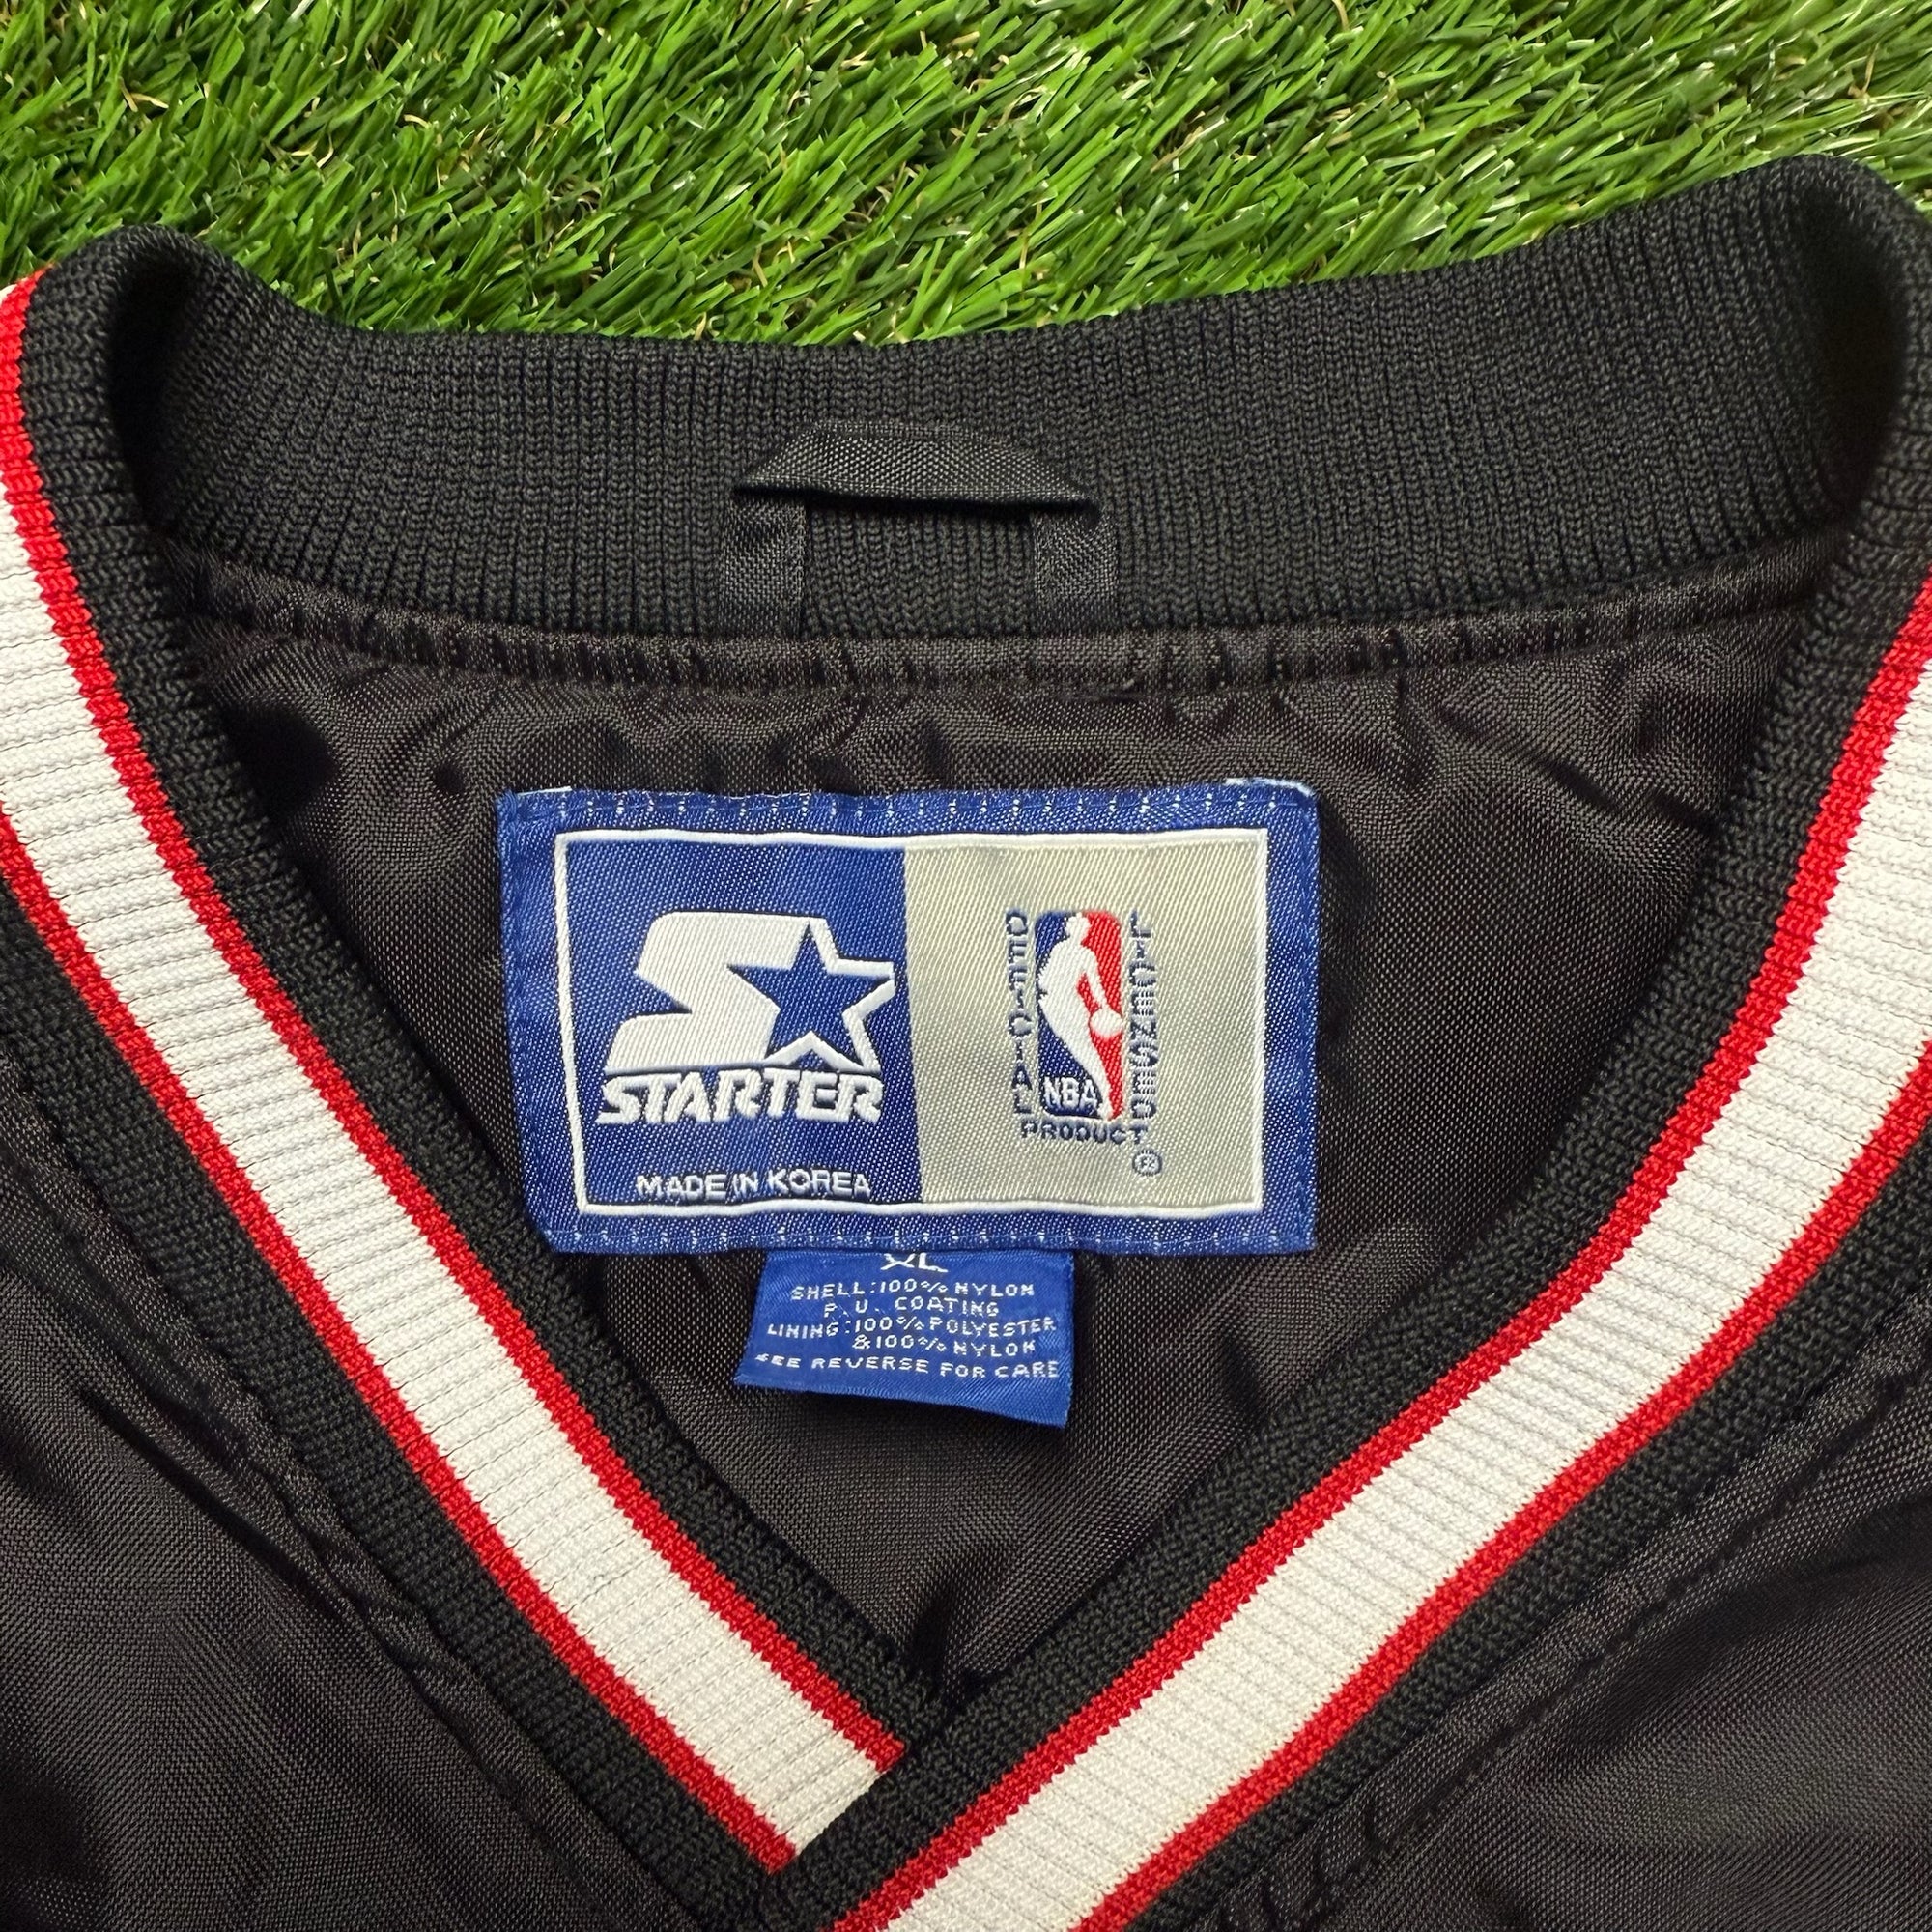 STARTER
MADE IN KOREA
OFFICIAL
LICENSED
NBA
PRODUCT
®
XL
SHELL:100% NYLON
P.U. COATING
LINING:100% POLYESTER
&100% NYLON
SEE REVERSE FOR CARE